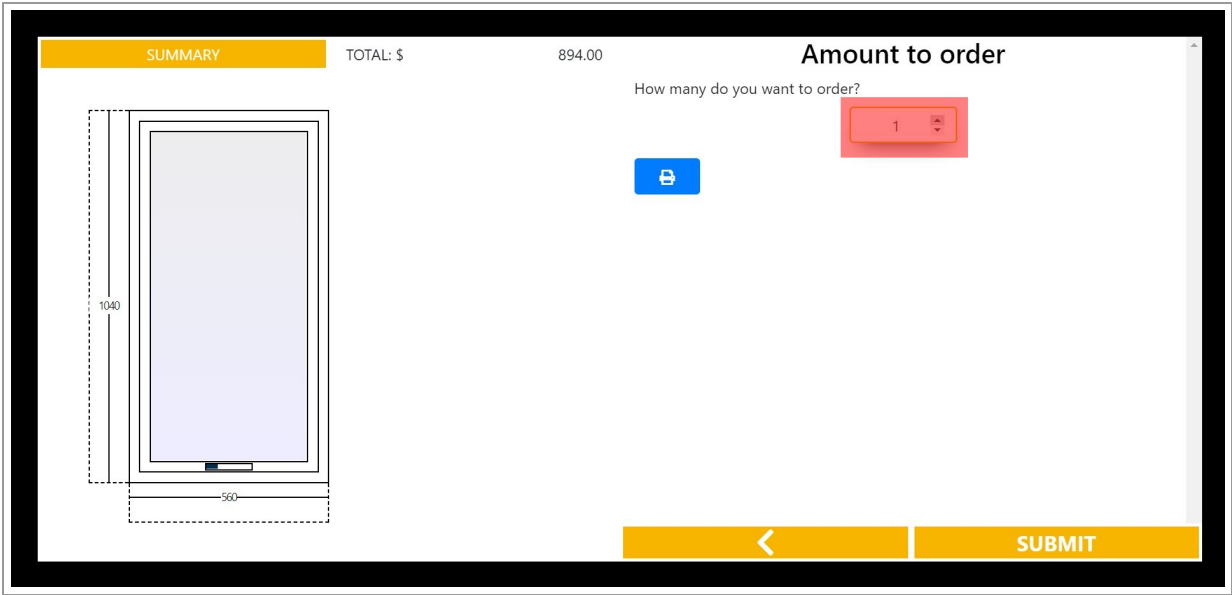 SUMMARY
TOTAL: $ 894.00
1040
560
Amount to order
How many do you want to order?
1
SUBMIT